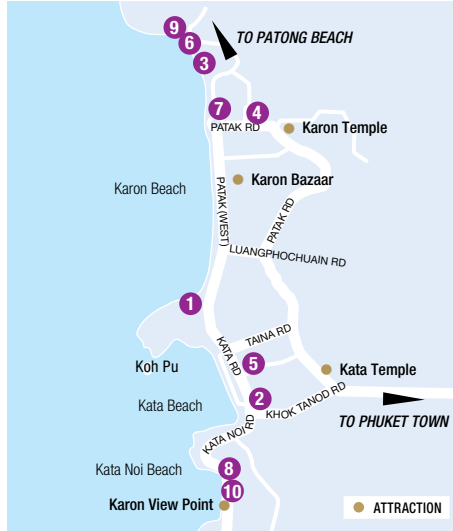 9
6
3
TO PATONG BEACH
7
4
PATAK RD
Karon Temple
Karon Beach
PATAK (WEST)
Karon Bazaar
PATAK RD
LUANGPHOCHUAIN RD
1
KATA RD
TAINA RD
Koh Pu
5
Kata Temple
Kata Beach
2
KHOK TANOD RD
TO PHUKET TOWN
KATA NOI RD
Kata Noi Beach
8
10
Karon View Point
ATTRACTION